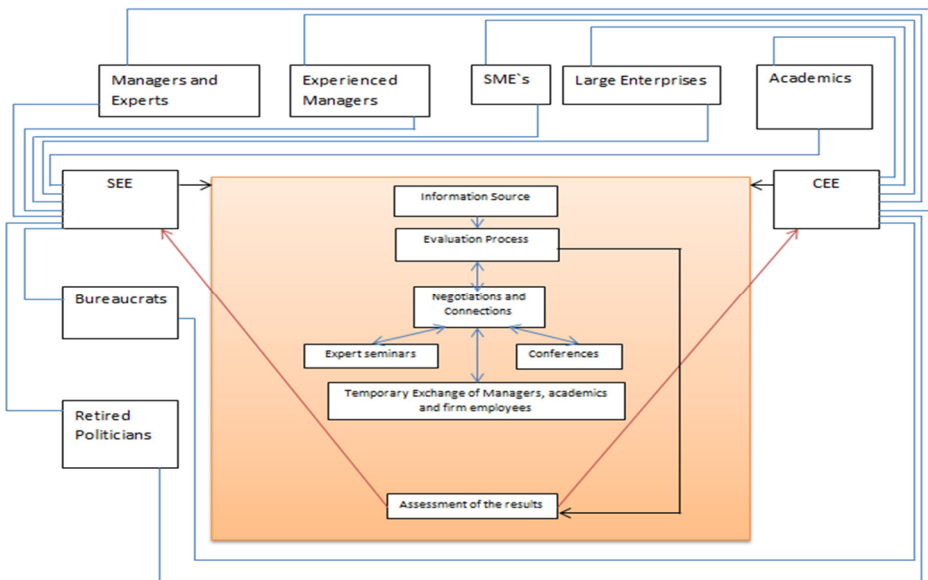 Managers and
Experts
Experienced
Managers
SME`s
Large Enterprises
Academics
SEE
CEE
Information Source
Evaluation Process
Bureaucrats
Negotiations and
Connections
Expert seminars
Conferences
Temporary Exchange of Managers, academics
and firm employees
Retired
Politicians
Assessment of the results